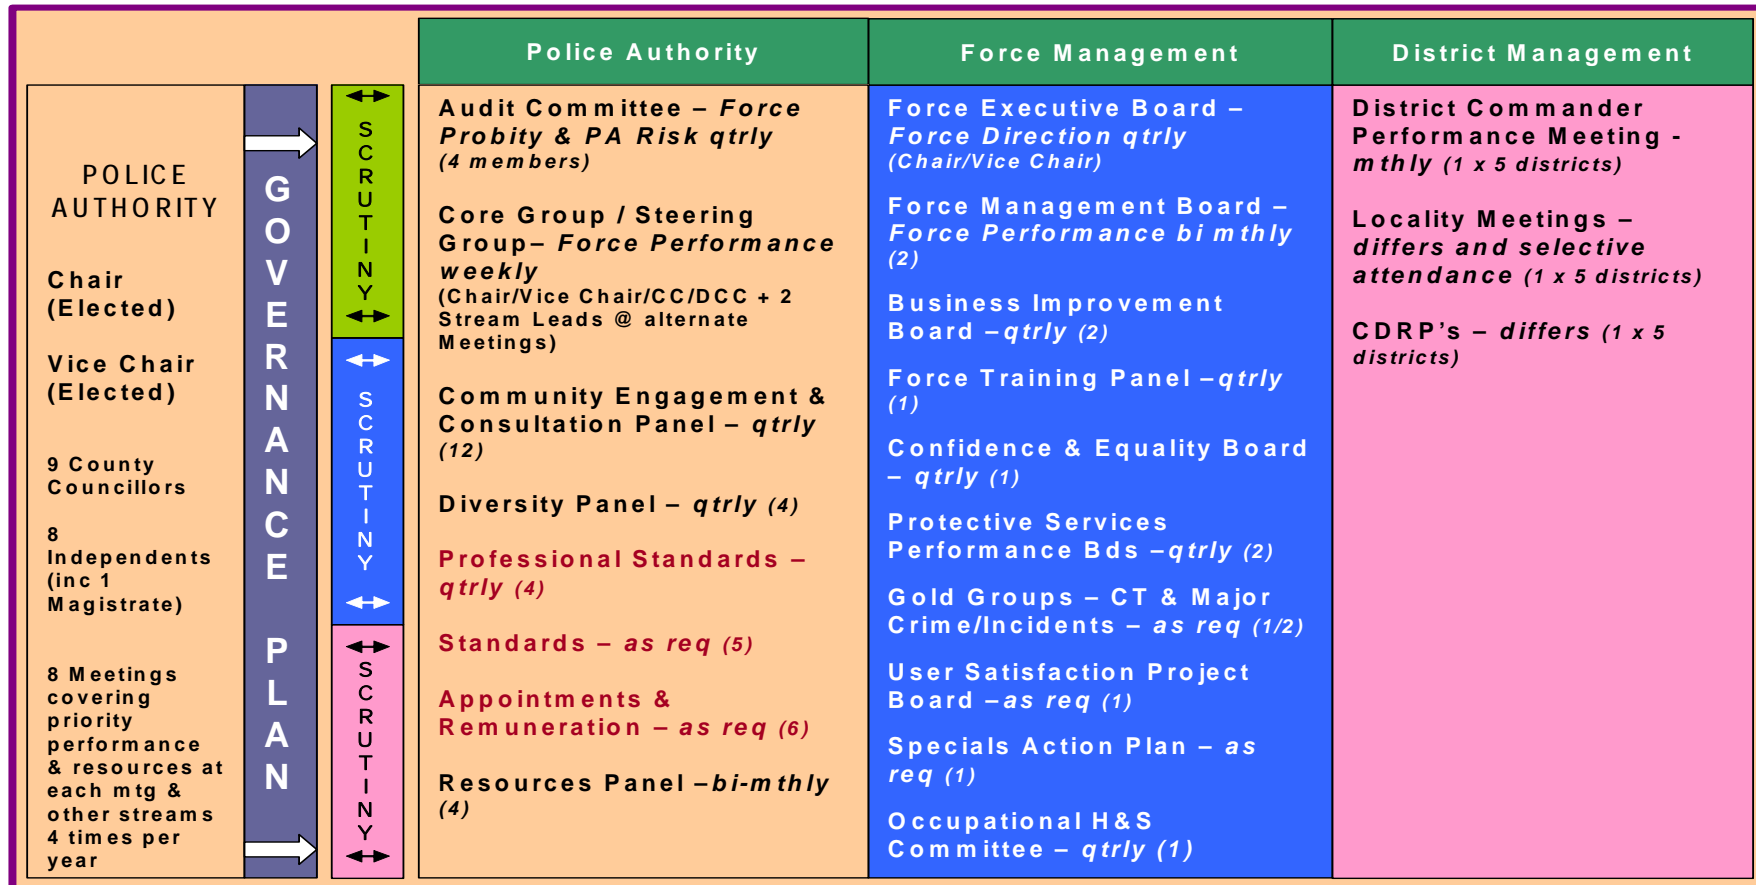 Police Authority
Force Management
District Management
POLICE
AUTHORITY
Chair
(Elected)
Vice Chair
(Elected)
9 County
Councillors
8
Independents
(inc 1
Magistrate)
8 Meetings
covering
priority
performance
& resources at
each mtg &
other streams
4 times per
year
GOVERNANCE PLAN
SCRUTINY
SCRUTINY
SCRUTINY
Audit Committee – Force
Probity & PA Risk qtrly
(4 members)
Core Group / Steering
Group– Force Performance
weekly
(Chair/Vice Chair/CC/DCC + 2
Stream Leads @ alternate
Meetings)
Community Engagement &
Consultation Panel – qtrly
(12)
Diversity Panel – qtrly (4)
Professional Standards –
qtrly (4)
Standards – as req (5)
Appointments &
Remuneration – as req (6)
Resources Panel –bi-mthly
(4)
Force Executive Board –
Force Direction qtrly
(Chair/Vice Chair)
Force Management Board –
Force Performance bi mthly
(2)
Business Improvement
Board –qtrly (2)
Force Training Panel –qtrly
(1)
Confidence & Equality Board
– qtrly (1)
Protective Services
Performance Bds –qtrly (2)
Gold Groups – CT & Major
Crime/Incidents – as req (1/2)
User Satisfaction Project
Board –as req (1)
Specials Action Plan – as
req (1)
Occupational H&S
Committee – qtrly (1)
District Commander
Performance Meeting -
mthly (1 x 5 districts)
Locality Meetings –
differs and selective
attendance (1 x 5 districts)
CDRP's – differs (1 x 5
districts)